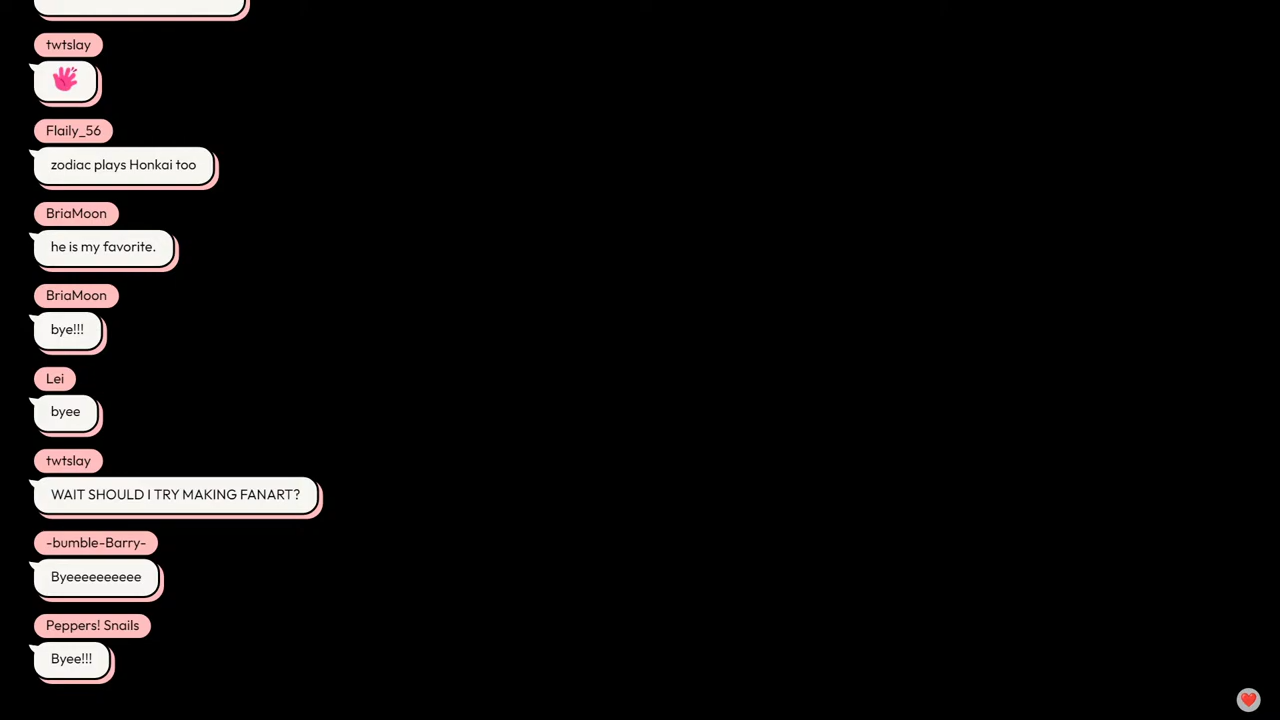 twtslay
Flaily_56
zodiac plays Honkai too
BriaMoon
he is my favorite.
BriaMoon
bye!!!
Lei
byee
twtslay
WAIT SHOULD I TRY MAKING FANART?
-bumble-Barry-
Byeeeeeeeeee
Peppers! Snails
Byee!!!